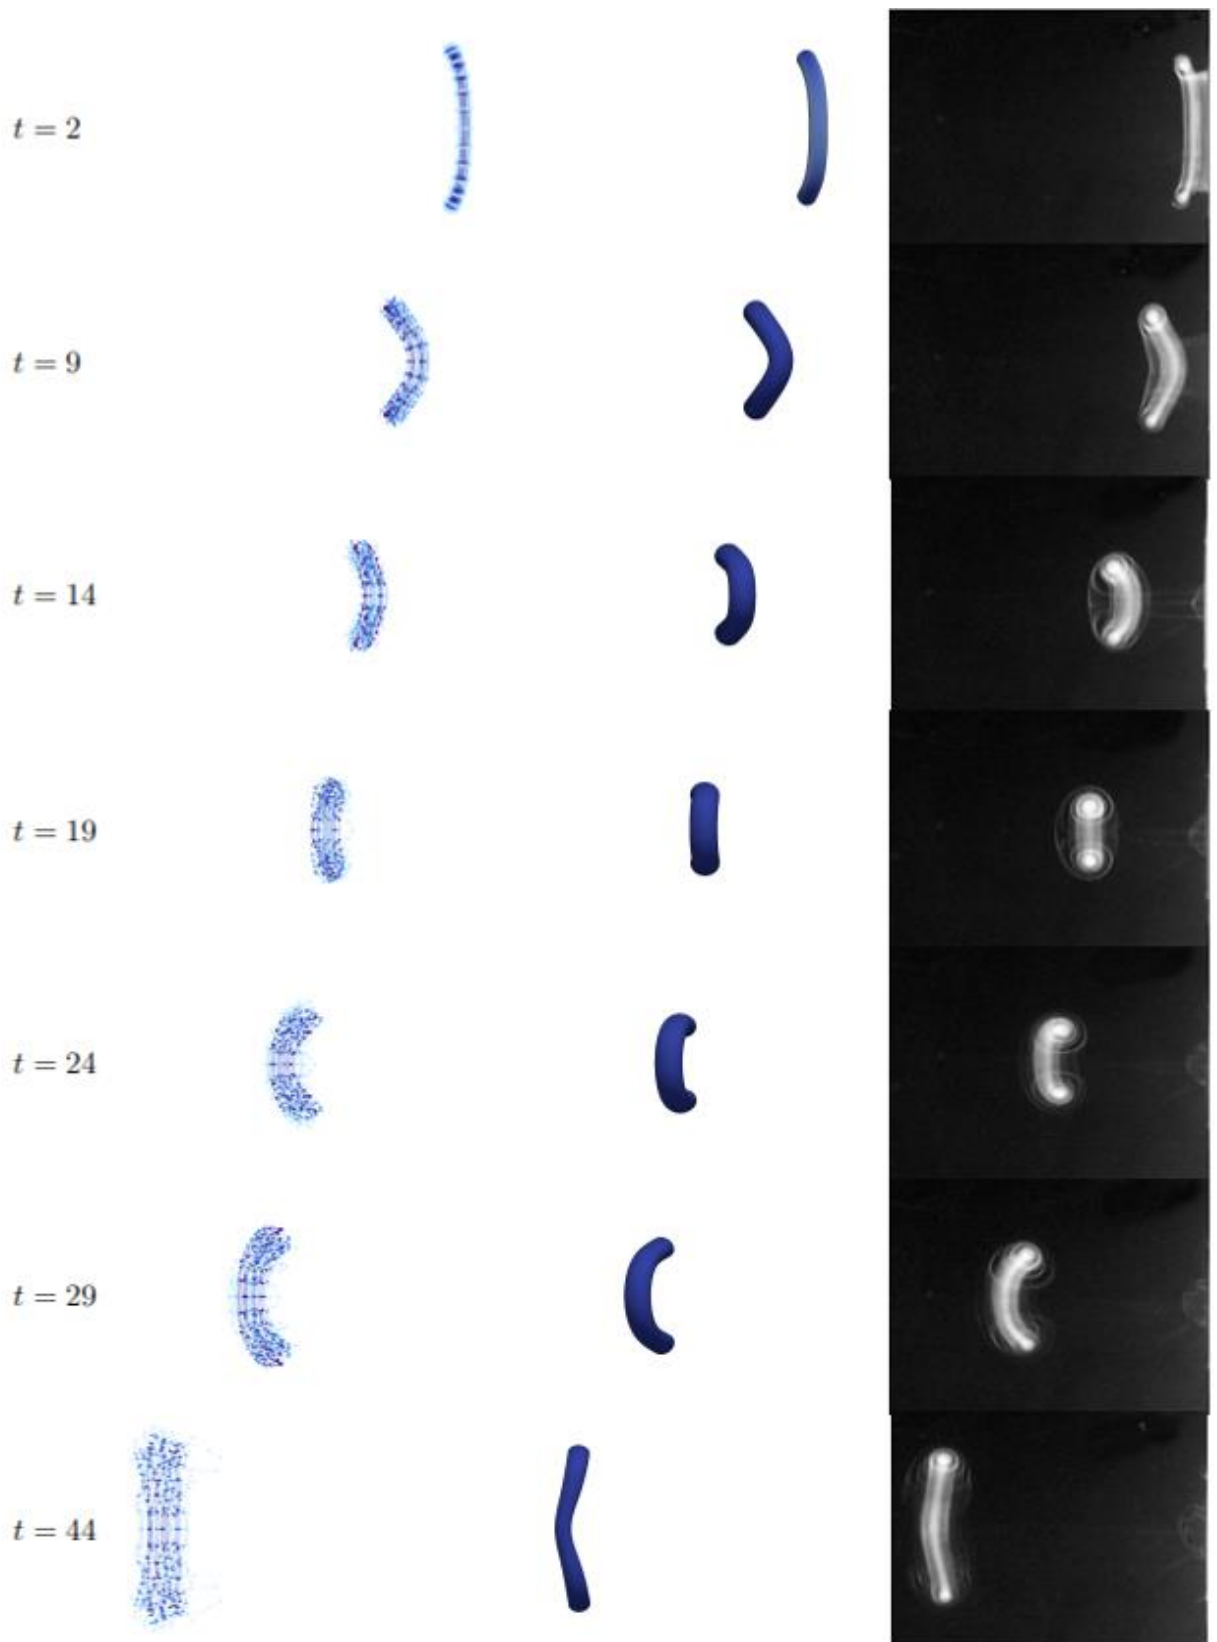 t = 2
t = 9
t = 14
t = 19
t = 24
t = 29
t = 44